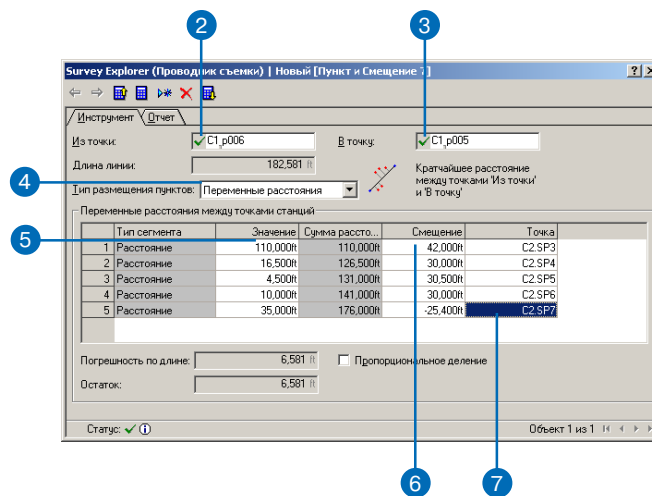 2 3
Survey Explorer (Проводник съемки) | Новый [Пункт и Смещение 7]
Инструмент Отчет
Из точки: C1_p006 В точку: C1_p005
Длина линии: 182,581 ft Кратчайшее расстояние
между точками 'Из точки'
и 'В точку'
4 Тип размещения пунктов: Переменные расстояния
Переменные расстояния между точками станций
5 Тип сегмента Значение Сумма рассто... Смещение Точка
1 Расстояние 110,000ft 110,000ft 42,000ft C2.SP3
2 Расстояние 16,500ft 126,500ft 30,000ft C2.SP4
3 Расстояние 4,500ft 131,000ft 30,500ft C2.SP5
4 Расстояние 10,000ft 141,000ft 30,000ft C2.SP6
5 Расстояние 35,000ft 176,000ft -25,400ft C2.SP7
Погрешность по длине: 6,581 ft Пропорциональное деление
Остаток: 6,581 ft
Статус: Объект 1 из 1
6 7